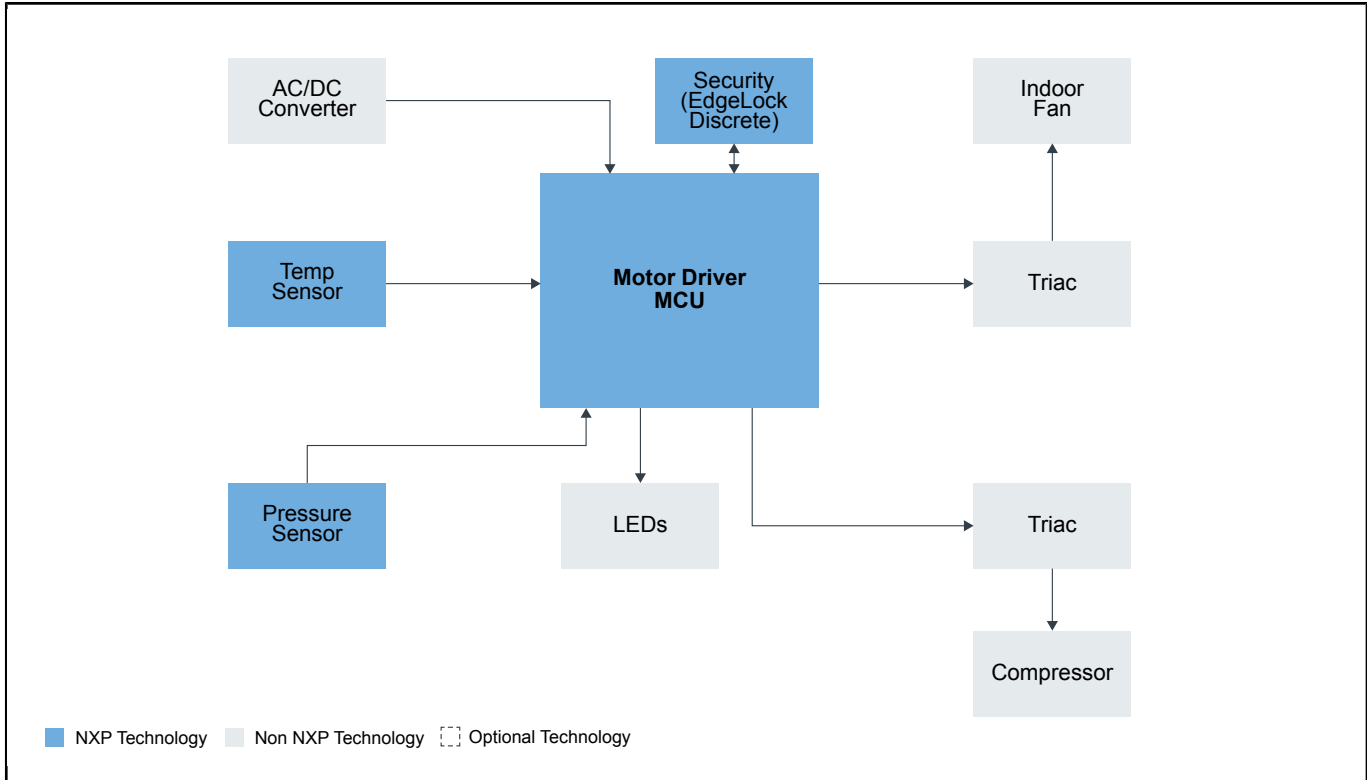 AC/DC
Converter
Security
(EdgeLock
Discrete)
Indoor
Fan
Temp
Sensor
Motor Driver
MCU
Triac
Pressure
Sensor
LEDs
Triac
Compressor
NXP Technology
Non NXP Technology
Optional Technology